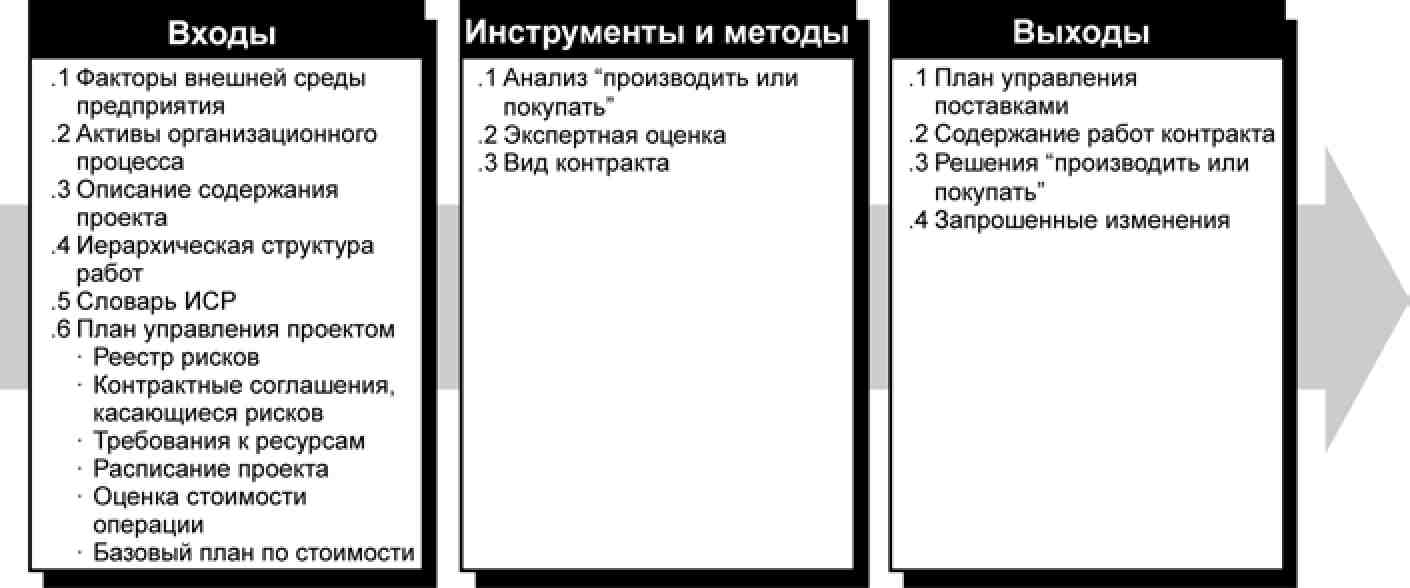 Входы
.1 Факторы внешней среды
предприятия
.2 Активы организационного
процесса
.3 Описание содержания
проекта
.4 Иерархическая структура
работ
.5 Словарь ИСР
.6 План управления проектом
· Реестр рисков
· Контрактные соглашения,
касающиеся рисков
· Требования к ресурсам
· Расписание проекта
· Оценка стоимости
операции
· Базовый план по стоимости
Инструменты и методы
.1 Анализ “производить или
покупать”
.2 Экспертная оценка
.3 Вид контракта
Выходы
.1 План управления
поставками
.2 Содержание работ контракта
.3 Решения “производить или
покупать”
.4 Запрошенные изменения